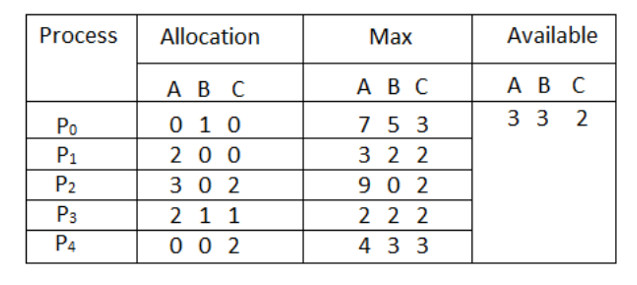 Process Allocation Max Available
A B C A B C A B C
P₀ 0 1 0 7 5 3 3 3 2
P₁ 2 0 0 3 2 2
P₂ 3 0 2 9 0 2
P₃ 2 1 1 2 2 2
P₄ 0 0 2 4 3 3